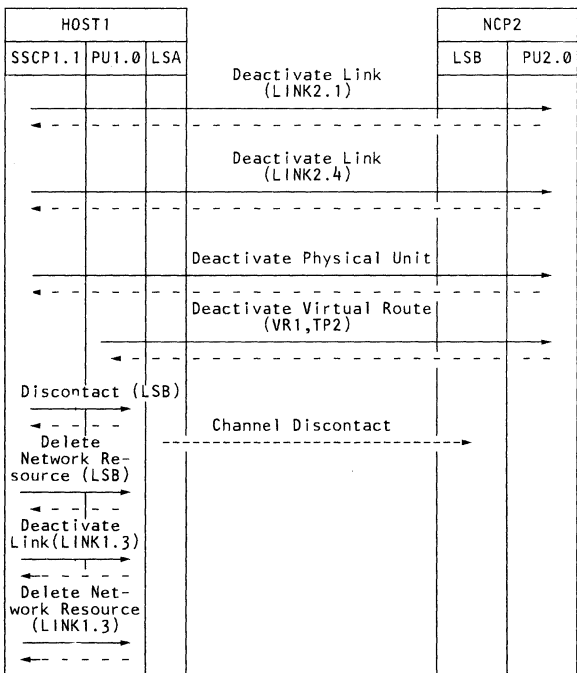 HOST1
NCP2
SSCP1.1 PU1.0 LSA
LSB PU2.0
Deactivate Link
(LINK2.1)
Deactivate Link
(LINK2.4)
Deactivate Physical Unit
Deactivate Virtual Route
(VR1,TP2)
Discontact (LSB)
Channel Discontact
Delete
Network Re-
source (LSB)
Deactivate
Link(LINK1.3)
Delete Net-
work Resource
(LINK1.3)